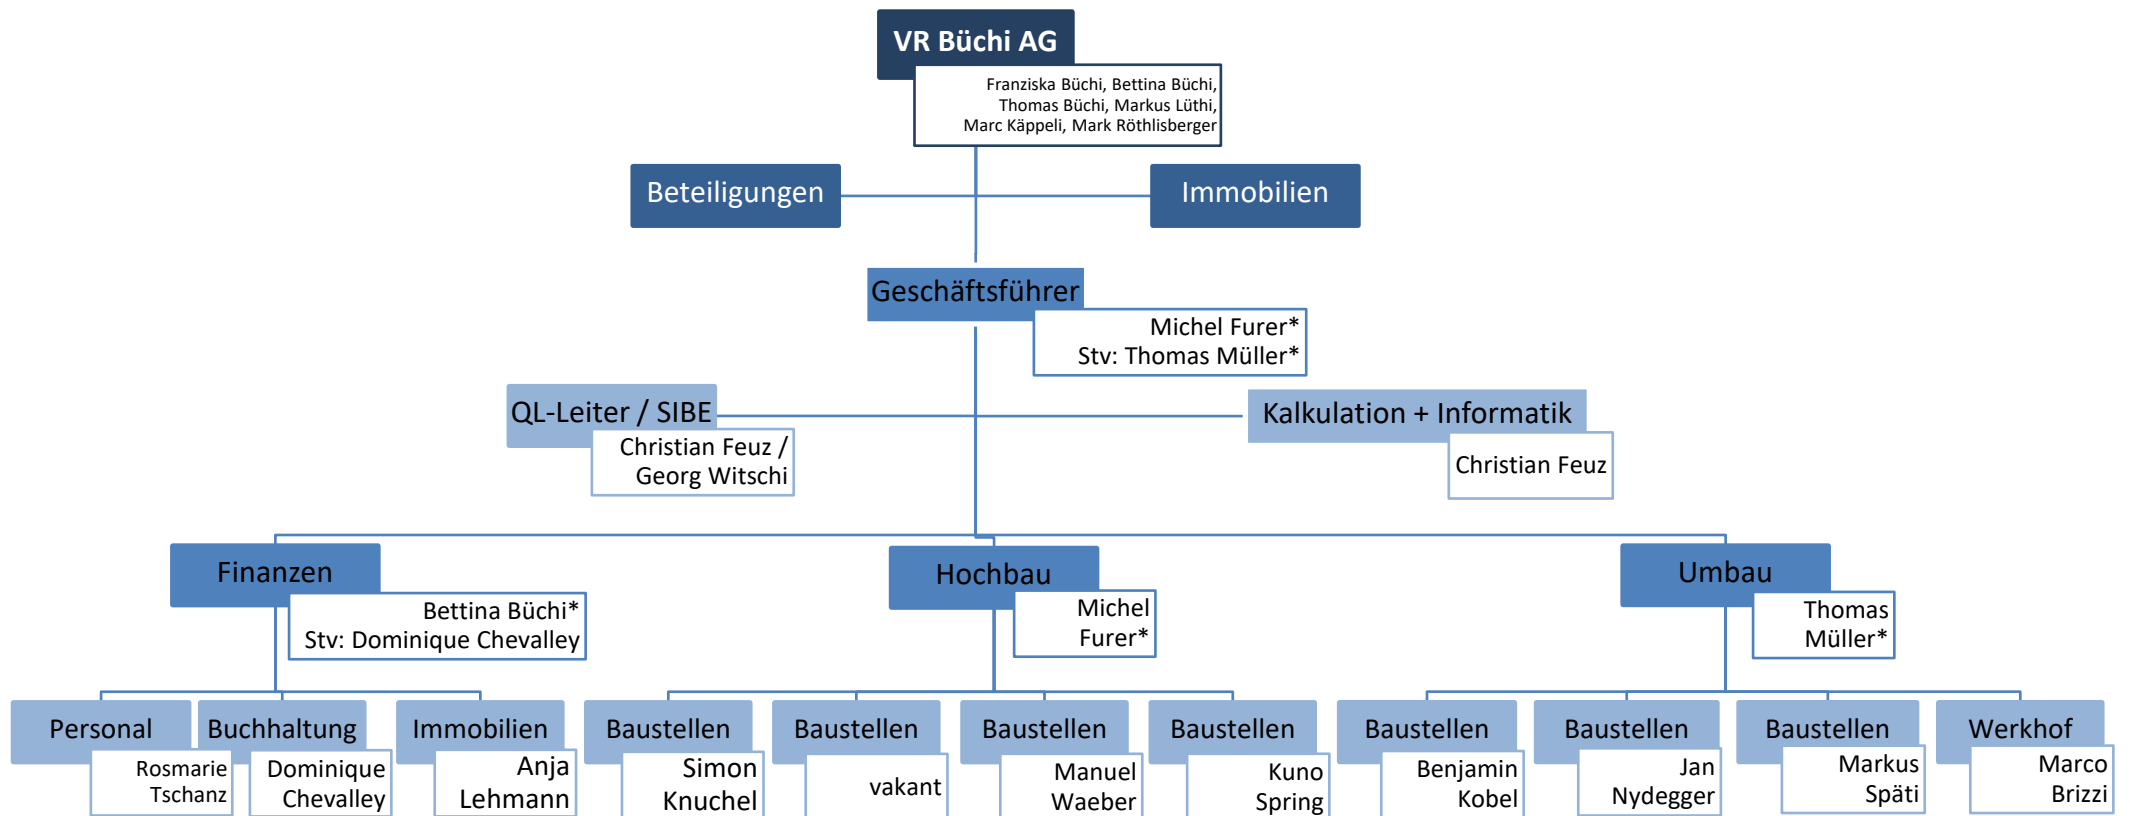 VR Büchi AG
Franziska Büchi, Bettina Büchi,
Thomas Büchi, Markus Lüthi,
Marc Käppeli, Mark Röthlisberger
Beteiligungen
Immobilien
Geschäftsführer
Michel Furer*
Stv: Thomas Müller*
QL-Leiter / SIBE
Christian Feuz /
Georg Witschi
Kalkulation + Informatik
Christian Feuz
Finanzen
Bettina Büchi*
Stv: Dominique Chevalley
Hochbau
Michel
Furer*
Umbau
Thomas
Müller*
Personal
Rosmarie
Tschanz
Buchhaltung
Dominique
Chevalley
Immobilien
Anja
Lehmann
Baustellen
Simon
Knuchel
Baustellen
vakant
Baustellen
Manuel
Waeber
Baustellen
Kuno
Spring
Baustellen
Benjamin
Kobel
Baustellen
Jan
Nydegger
Baustellen
Markus
Späti
Werkhof
Marco
Brizzi